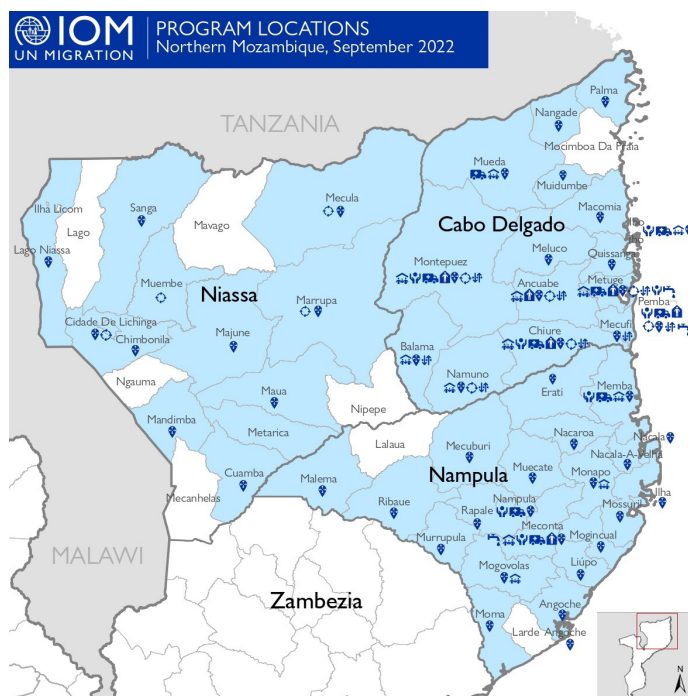 IOM
UN MIGRATION
PROGRAM LOCATIONS
Northern Mozambique, September 2022
TANZANIA
Palma
Nangade
Mocimboa Da Praia
Mueda
Muidumbe
Mecula
Ilha Licom
Sanga
Lago
Mavago
Macomia
Cabo Delgado
Ibo
Lago Niassa
Meluco
Quissanga
Montepuez
Muembe
Niassa
Ancuabe
Metuge
Pemba
Marrupa
Cidade De Lichinga
Chimbonila
Majune
Chiure
Mecufi
Balama
Ngauma
Namuno
Erati
Memba
Maua
Nipepe
Mandimba
Metarica
Lalaua
Mecuburi
Nacaroa
Nacala
Nacala-A-Velha
Cuamba
Nampula
Muecate
Monapo
Mecanhelas
Malema
Ilha
Ribaue
Nampula
Rapale
Mossuril
Meconta
MALAWI
Murrupula
Mogincual
Mogovolas
Liúpo
Zambezia
Moma
Angoche
Larde
Angoche
N